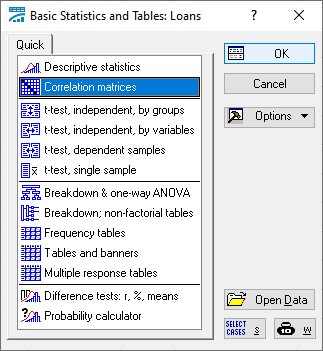 Basic Statistics and Tables: Loans ? ×
Quick
Descriptive statistics
Correlation matrices
t-test, independent, by groups
t-test, independent, by variables
t-test, dependent samples
t-test, single sample
Breakdown & one-way ANOVA
Breakdown; non-factorial tables
Frequency tables
Tables and banners
Multiple response tables
Difference tests: r, %, means
Probability calculator
OK
Cancel
Options
Open Data
SELECT CASES S
W